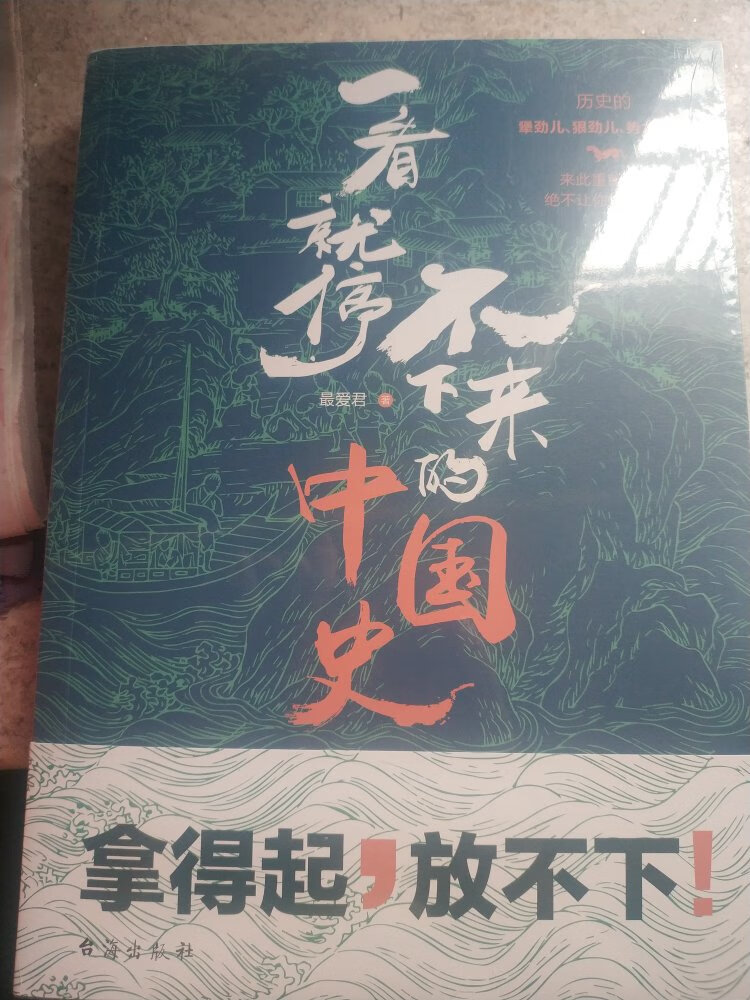 一看就停
不下来的
中国史
最爱君 著
历史的
犟劲儿、狠劲儿、
来此重
绝不让你
拿得起，放不下！
台海出版社